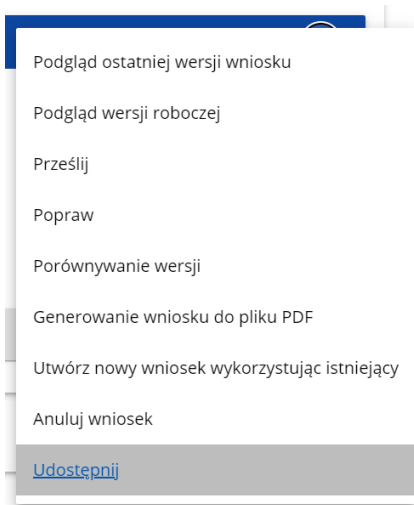 Podgląd ostatniej wersji wniosku
Podgląd wersji roboczej
Prześlij
Popraw
Porównywanie wersji
Generowanie wniosku do pliku PDF
Utwórz nowy wniosek wykorzystując istniejący
Anuluj wniosek
Udostępnij